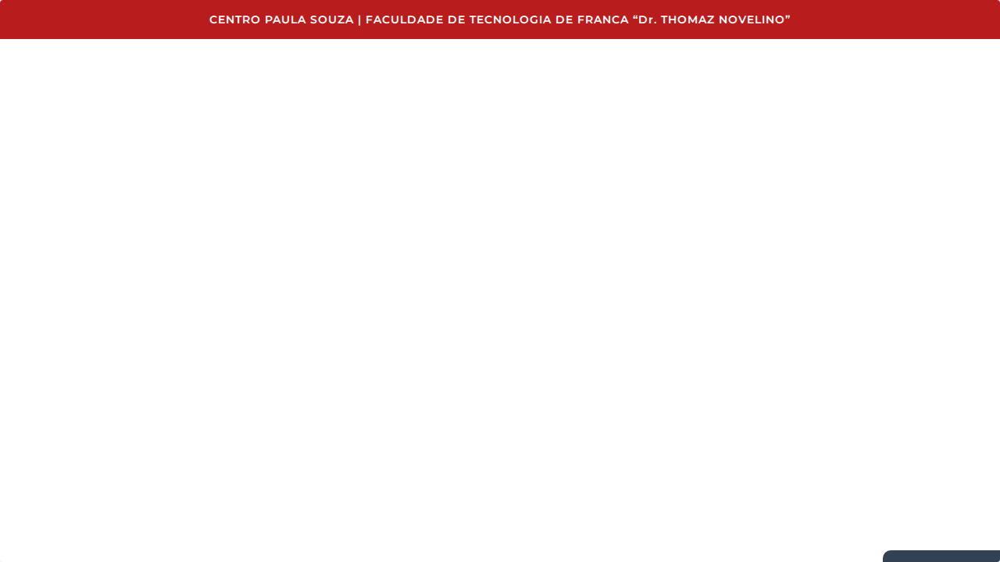 CENTRO PAULA SOUZA | FACULDADE DE TECNOLOGIA DE FRANCA “Dr. THOMAZ NOVELINO”